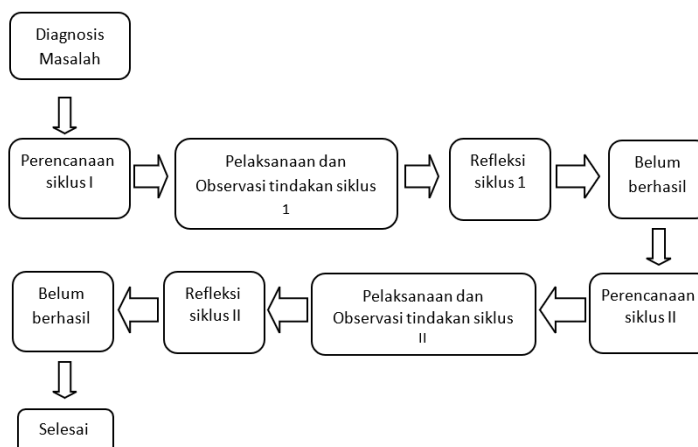 Diagnosis
Masalah
Perencanaan
siklus I
Pelaksanaan dan
Observasi tindakan siklus
1
Refleksi
siklus 1
Belum
berhasil
Perencanaan
siklus II
Pelaksanaan dan
Observasi tindakan siklus
II
Refleksi
siklus II
Belum
berhasil
Selesai